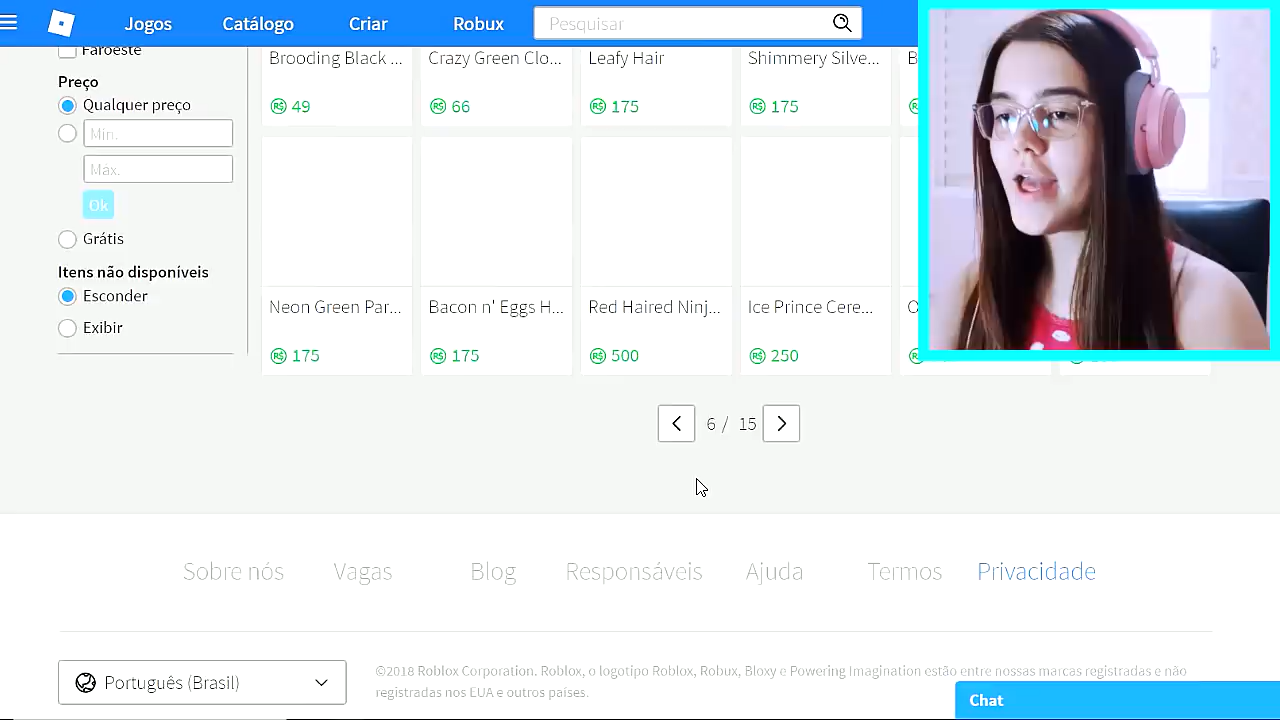 Jogos Catálogo Criar Robux Pesquisar
Faroeste
Preço
Qualquer preço
Min.
Max.
Ok
Grátis
Itens não disponíveis
Esconder
Exibir
Brooding Black ... Crazy Green Clo... Leafy Hair Shimmery Silve...
R$ 49 R$ 66 R$ 175 R$ 175
Neon Green Par... Bacon n' Eggs H... Red Haired Ninj... Ice Prince Cere...
R$ 175 R$ 175 R$ 500 R$ 250
6 / 15
Sobre nós Vagas Blog Responsáveis Ajuda Termos Privacidade
Português (Brasil)
©2018 Roblox Corporation. Roblox, o logotipo Roblox, Robux, Bloxy e Powering Imagination estão entre nossas marcas registradas e não
registradas nos EUA e outros países.
Chat